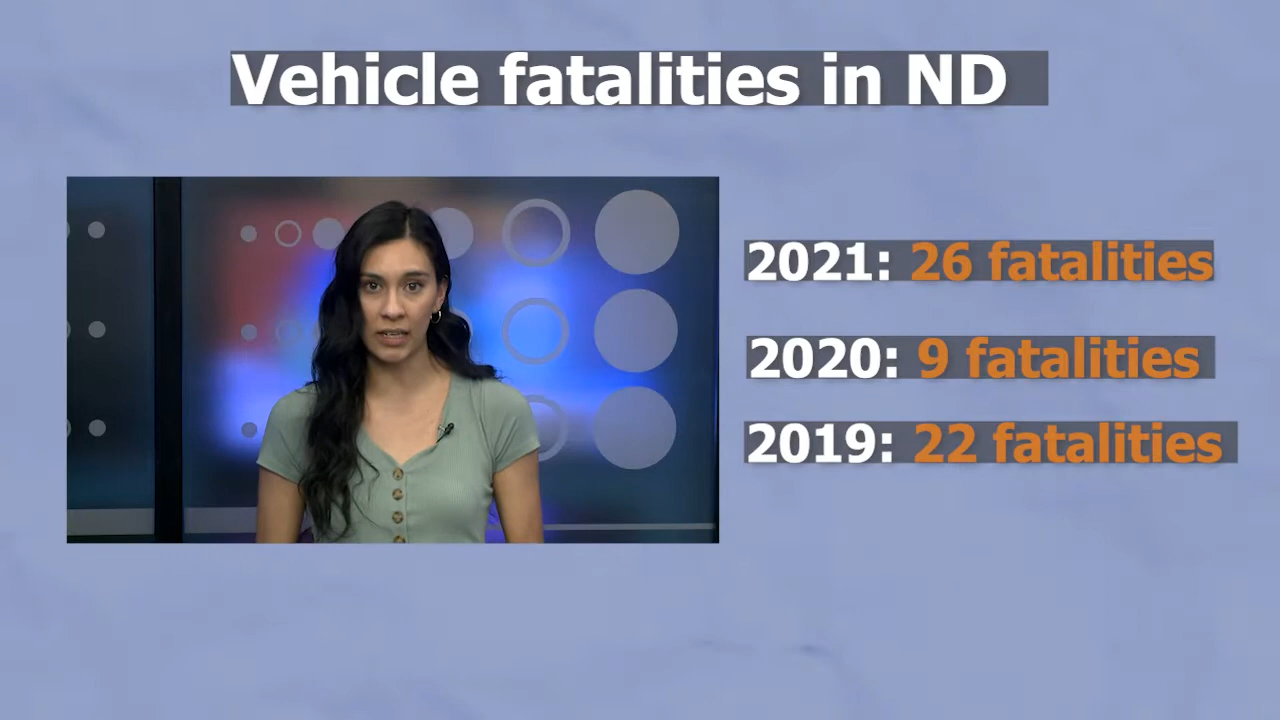 Vehicle fatalities in ND
2021: 26 fatalities
2020: 9 fatalities
2019: 22 fatalities